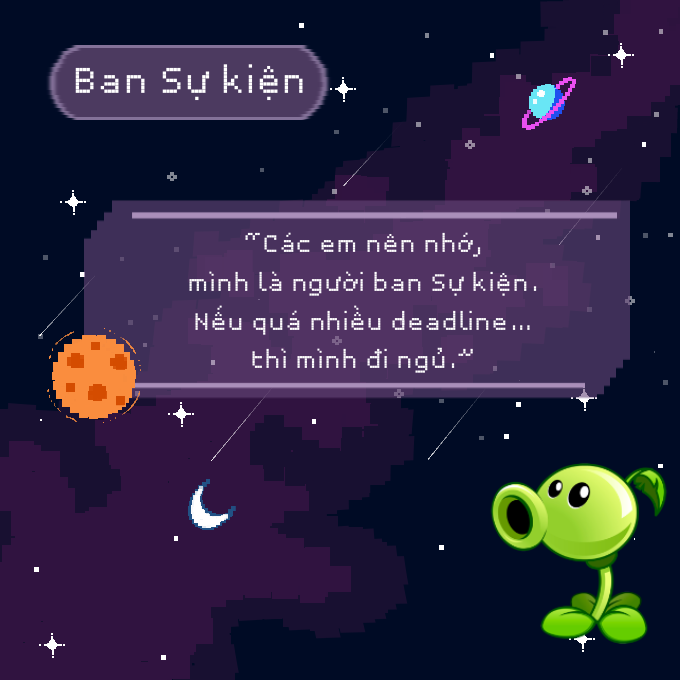 Ban Sự kiện
~Các em nên nhớ,
mình là người ban Sự kiện.
Nếu quá nhiều deadline...
thì mình đi ngủ.~